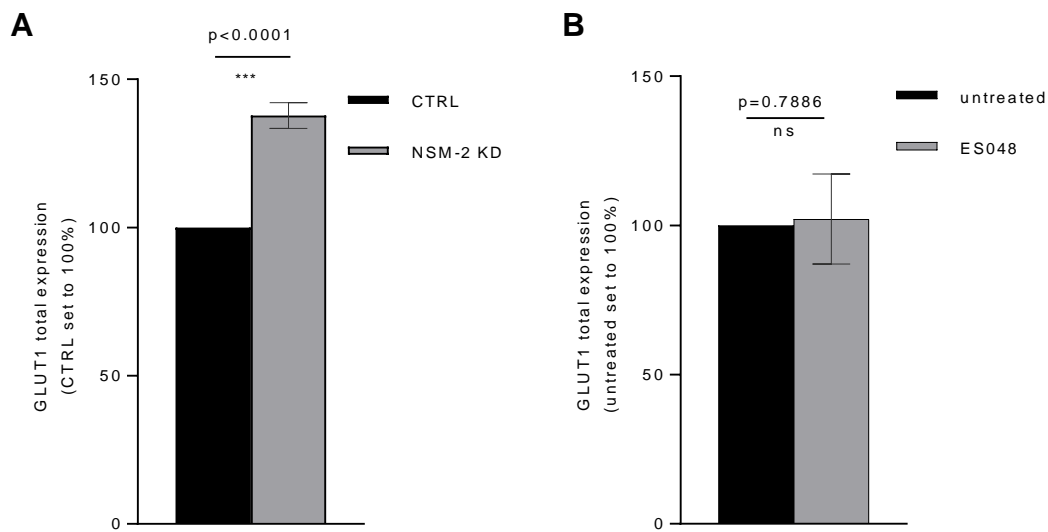 A
p<0.0001
***
150
100
50
0
GLUT1 total expression
(CTRL set to 100%)
CTRL
NSM-2 KD
B
p=0.7886
ns
150
100
50
0
GLUT1 total expression
(untreated set to 100%)
untreated
ES048